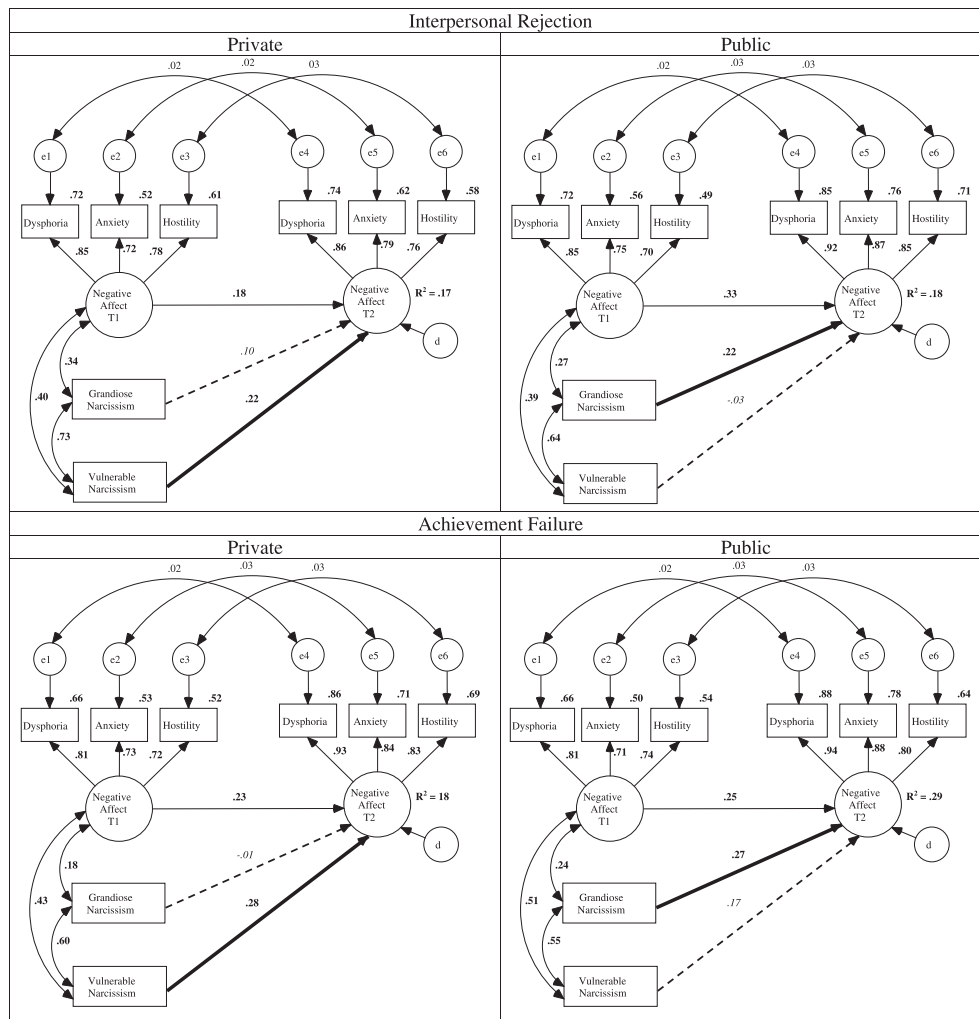 Interpersonal Rejection
Private
Public
.02
.02
03
.02
.03
.03
e1
e2
e3
e4
e5
e6
e1
e2
e3
e4
e5
e6
.72
.52
.61
.74
.62
.58
.72
.56
.49
.85
.76
.71
Dysphoria
Anxiety
Hostility
Dysphoria
Anxiety
Hostility
Dysphoria
Anxiety
Hostility
Dysphoria
Anxiety
Hostility
.85
.72
.78
.86
.79
.76
.85
.75
.70
.92
.87
.85
Negative
Affect
T1
.18
Negative
Affect
T2
R² = .17
d
Negative
Affect
T1
.33
Negative
Affect
T2
R² = .18
d
.34
.10
.40
Grandiose
Narcissism
.22
.73
Vulnerable
Narcissism
.27
.22
.39
Grandiose
Narcissism
-.03
.64
Vulnerable
Narcissism
Achievement Failure
Private
Public
.02
.03
.03
.02
.03
.03
e1
e2
e3
e4
e5
e6
e1
e2
e3
e4
e5
e6
.66
.53
.52
.86
.71
.69
.66
.50
.54
.88
.78
.64
Dysphoria
Anxiety
Hostility
Dysphoria
Anxiety
Hostility
Dysphoria
Anxiety
Hostility
Dysphoria
Anxiety
Hostility
.81
.73
.72
.93
.84
.83
.81
.71
.74
.94
.88
.80
Negative
Affect
T1
.23
Negative
Affect
T2
R² = 18
d
Negative
Affect
T1
.25
Negative
Affect
T2
R² = .29
d
.18
-.01
.43
Grandiose
Narcissism
.28
.60
Vulnerable
Narcissism
.24
.27
.51
Grandiose
Narcissism
.17
.55
Vulnerable
Narcissism